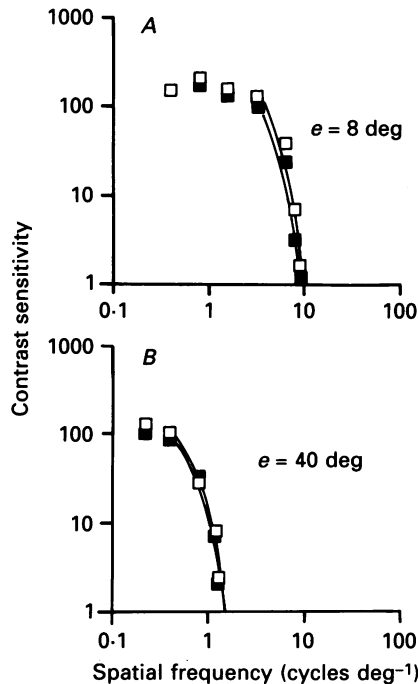 1000
A
100
e = 8 deg
10
1
0·1
1
10
100
Contrast sensitivity
1000
B
100
e = 40 deg
10
1
0·1
1
10
100
Spatial frequency (cycles deg⁻¹)